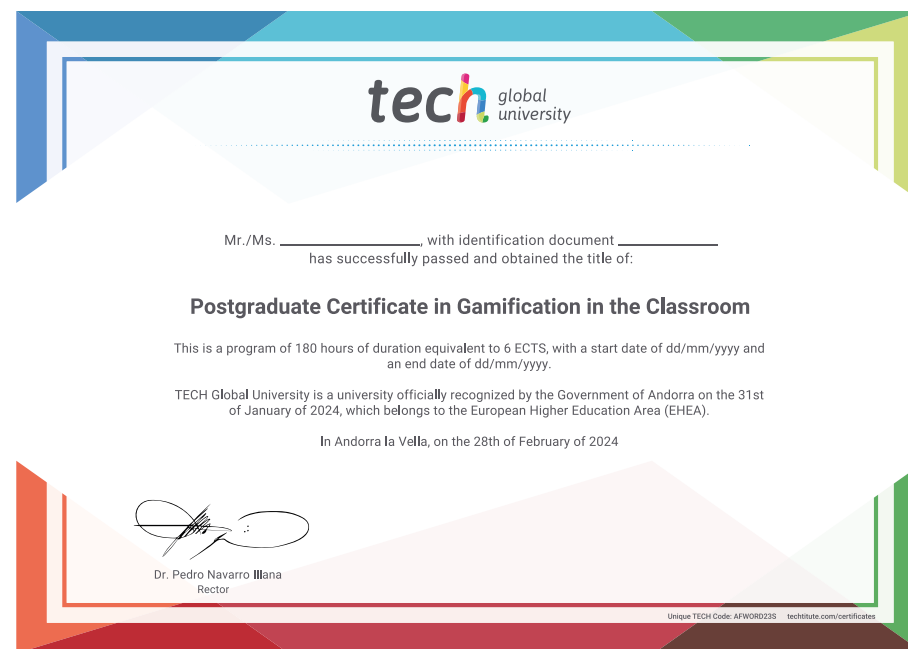 tech global university
Mr./Ms. ____________________, with identification document ______________
has successfully passed and obtained the title of:
Postgraduate Certificate in Gamification in the Classroom
This is a program of 180 hours of duration equivalent to 6 ECTS, with a start date of dd/mm/yyyy and
an end date of dd/mm/yyyy.
TECH Global University is a university officially recognized by the Government of Andorra on the 31st
of January of 2024, which belongs to the European Higher Education Area (EHEA).
In Andorra la Vella, on the 28th of February of 2024
Dr. Pedro Navarro Illana
Rector
Unique TECH Code: AFWORD23S techtitute.com/certificates